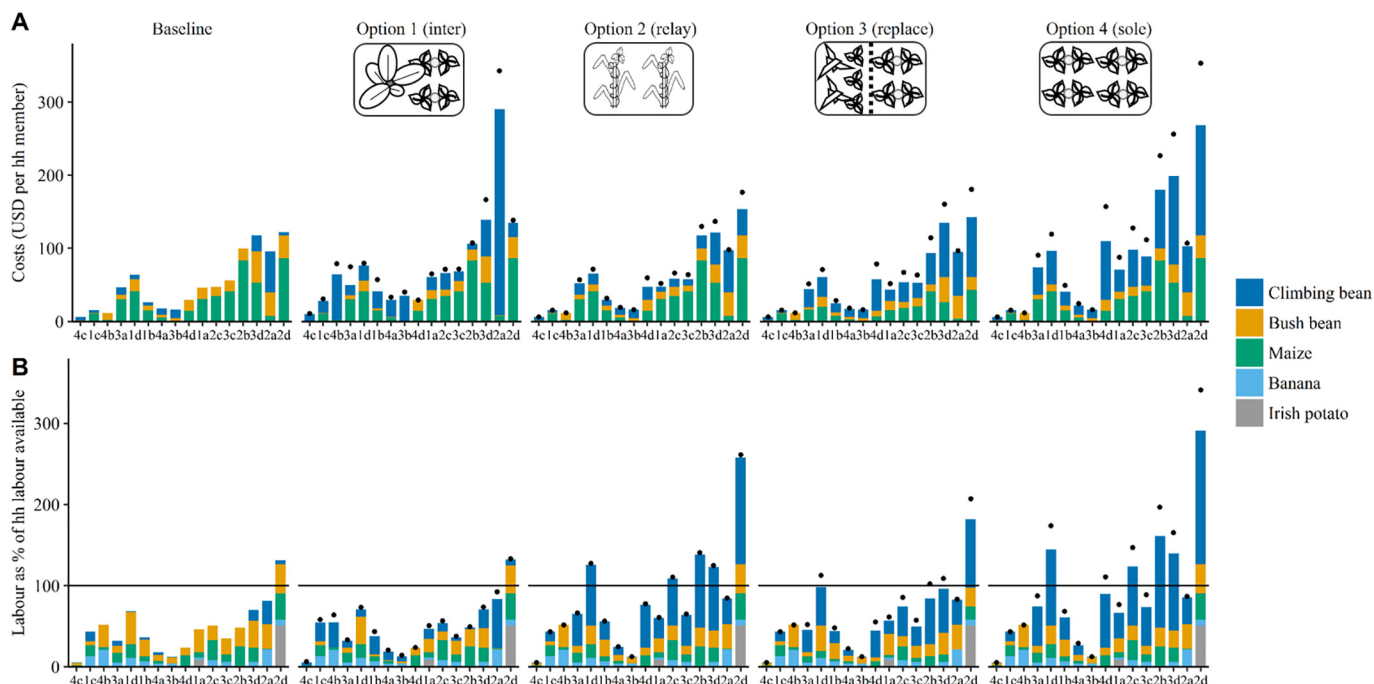 A
Baseline
Option 1 (inter)
Option 2 (relay)
Option 3 (replace)
Option 4 (sole)
Costs (USD per hh member)
300
200
100
0
4c1c4b3a1d1b4a3b4d1a2c3c2b3d2a2d
4c1c4b3a1d1b4a3b4d1a2c3c2b3d2a2d
4c1c4b3a1d1b4a3b4d1a2c3c2b3d2a2d
4c1c4b3a1d1b4a3b4d1a2c3c2b3d2a2d
4c1c4b3a1d1b4a3b4d1a2c3c2b3d2a2d
B
Labour as % of hh labour available
300
200
100
0
4c1c4b3a1d1b4a3b4d1a2c3c2b3d2a2d
4c1c4b3a1d1b4a3b4d1a2c3c2b3d2a2d
4c1c4b3a1d1b4a3b4d1a2c3c2b3d2a2d
4c1c4b3a1d1b4a3b4d1a2c3c2b3d2a2d
4c1c4b3a1d1b4a3b4d1a2c3c2b3d2a2d
Climbing bean
Bush bean
Maize
Banana
Irish potato